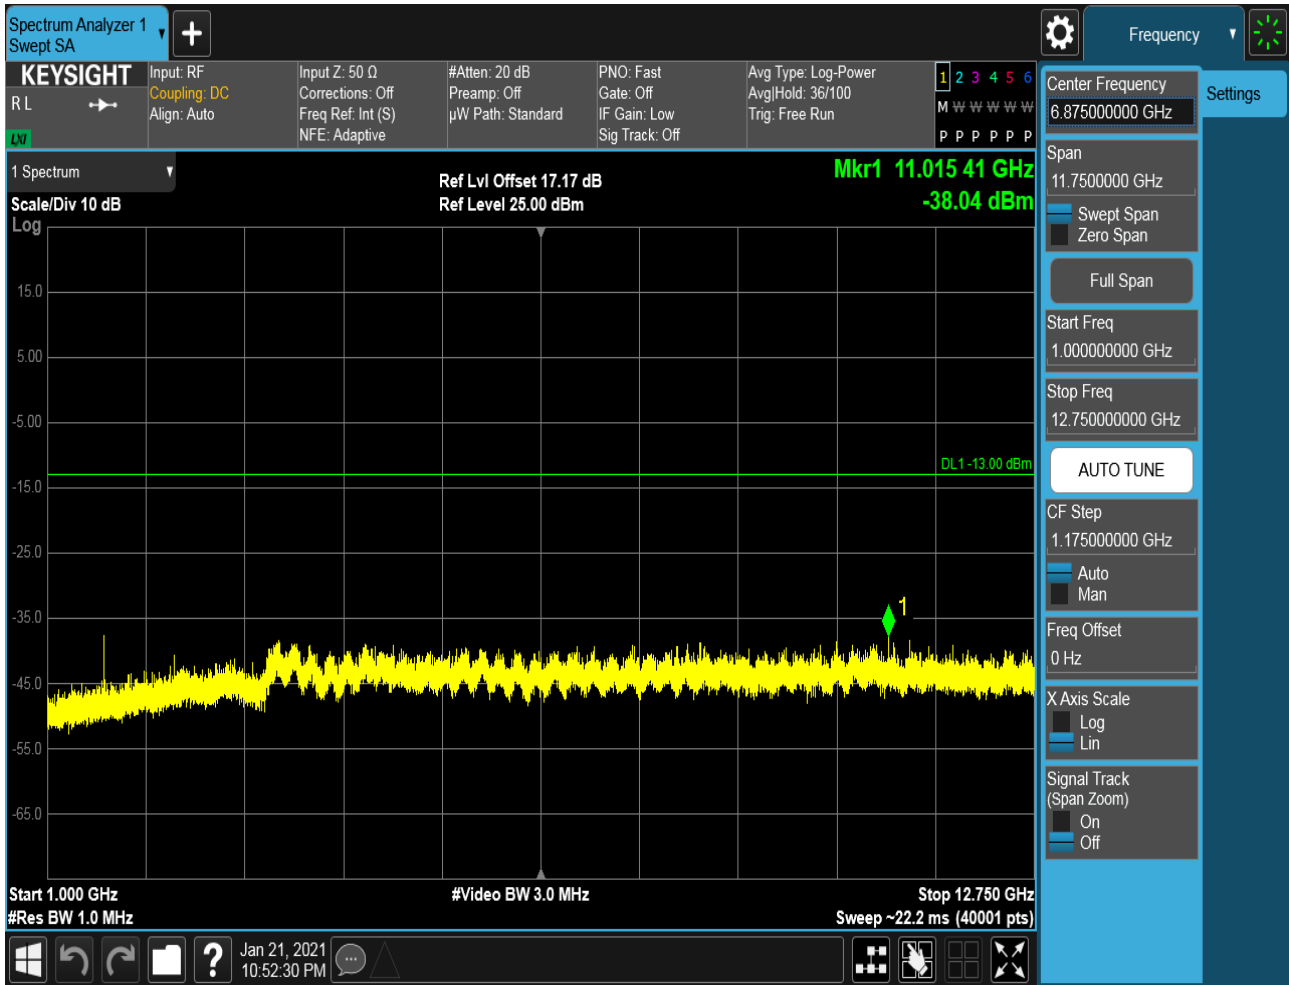 Spectrum Analyzer 1
Swept SA
Frequency
KEYSIGHT
R L
LXI
Input: RF
Coupling: DC
Align: Auto
Input Z: 50 Ω
Corrections: Off
Freq Ref: Int (S)
NFE: Adaptive
#Atten: 20 dB
Preamp: Off
µW Path: Standard
PNO: Fast
Gate: Off
IF Gain: Low
Sig Track: Off
Avg Type: Log-Power
Avg|Hold: 36/100
Trig: Free Run
1 2 3 4 5 6
M W W W W W
P P P P P P
1 Spectrum
Scale/Div 10 dB
Log
Ref Lvl Offset 17.17 dB
Ref Level 25.00 dBm
Mkr1 11.015 41 GHz
-38.04 dBm
15.0
5.00
-5.00
DL1 -13.00 dBm
-15.0
-25.0
-35.0
1
-45.0
-55.0
-65.0
Start 1.000 GHz
#Video BW 3.0 MHz
Stop 12.750 GHz
#Res BW 1.0 MHz
Sweep ~22.2 ms (40001 pts)
?
Jan 21, 2021
10:52:30 PM
Center Frequency
6.875000000 GHz
Settings
Span
11.7500000 GHz
Swept Span
Zero Span
Full Span
Start Freq
1.000000000 GHz
Stop Freq
12.750000000 GHz
AUTO TUNE
CF Step
1.175000000 GHz
Auto
Man
Freq Offset
0 Hz
X Axis Scale
Log
Lin
Signal Track
(Span Zoom)
On
Off